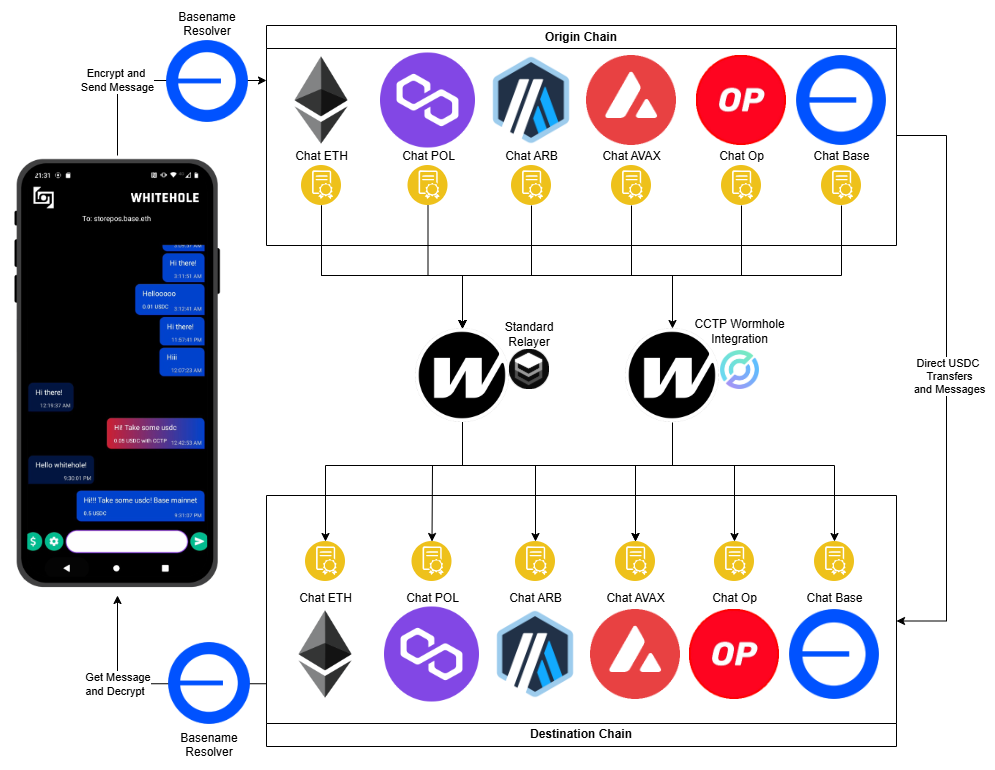 Basename
Resolver
Origin Chain
Encrypt and
Send Message
OP
Chat ETH
Chat POL
Chat ARB
Chat AVAX
Chat Op
Chat Base
21:31
WHITEHOLE
To: storepos.base.eth
Hi there!
3:11:51 AM
Hellooooo
0.01 USDC
3:12:41 AM
Hi there!
11:57:41 PM
Hiii
12:07:23 AM
Hi there!
12:19:37 AM
Hi! Take some usdc
0.05 USDC with CCTP
12:42:53 AM
Hello whitehole!
9:30:01 PM
Hi!!! Take some usdc! Base mainnet
0.5 USDC
9:31:07 PM
$
Standard
Relayer
W
CCTP Wormhole
Integration
W
Direct USDC
Transfers
and Messages
Chat ETH
Chat POL
Chat ARB
Chat AVAX
Chat Op
Chat Base
OP
Get Message
and Decrypt
Basename
Resolver
Destination Chain